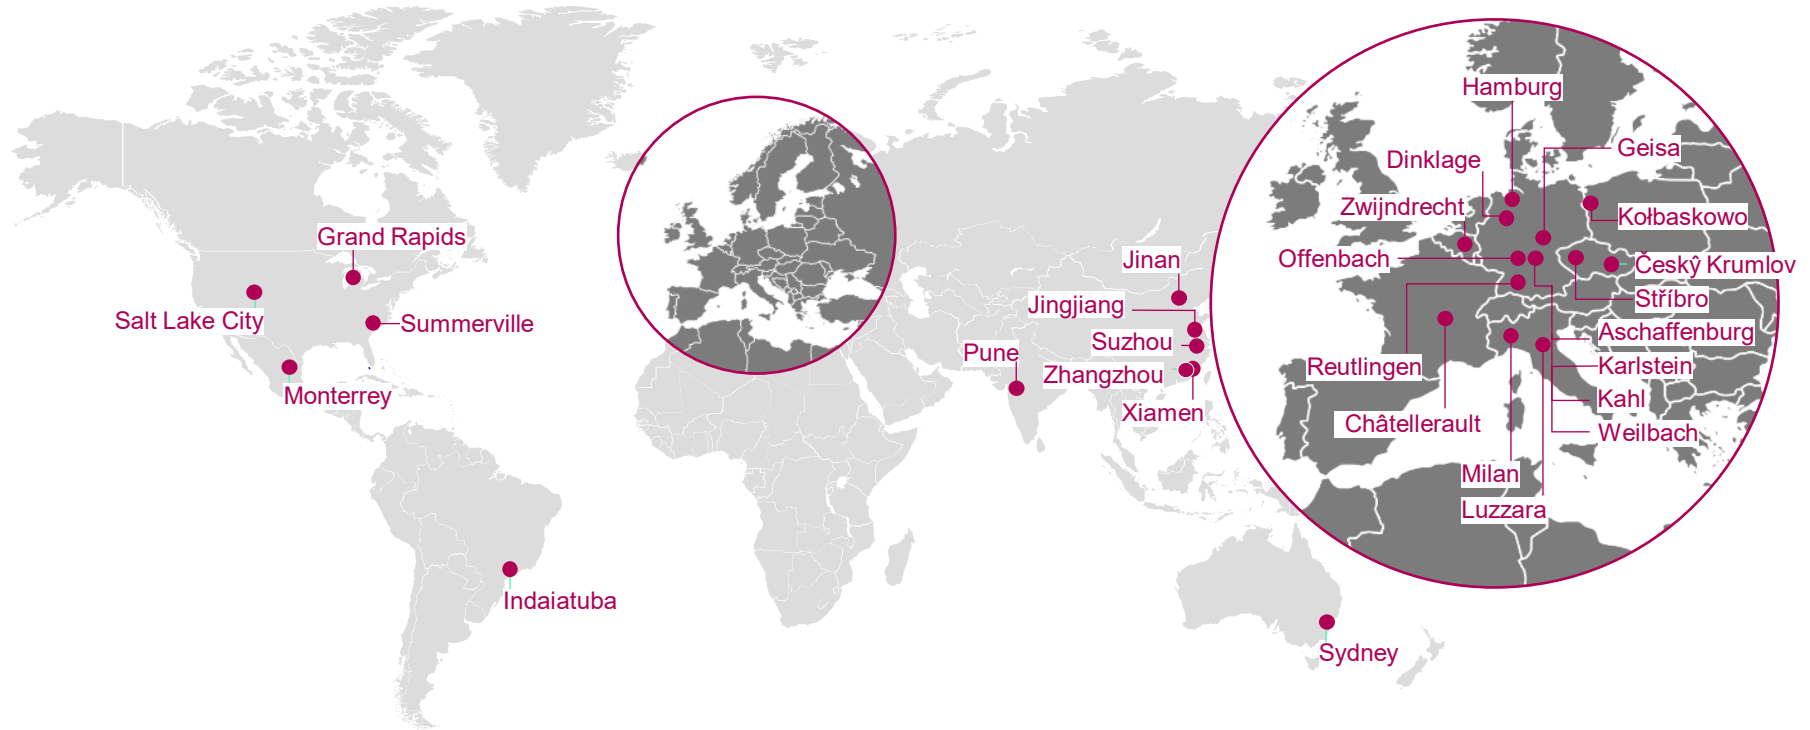 Grand Rapids
Salt Lake City
Summerville
Monterrey
Indaiatuba
Jinan
Jingjiang
Suzhou
Pune
Zhangzhou
Xiamen
Sydney
Hamburg
Geisa
Dinklage
Zwijndrecht
Kołbaskowo
Offenbach
Český Krumlov
Stříbro
Aschaffenburg
Reutlingen
Karlstein
Kahl
Châtellerault
Weilbach
Milan
Luzzara